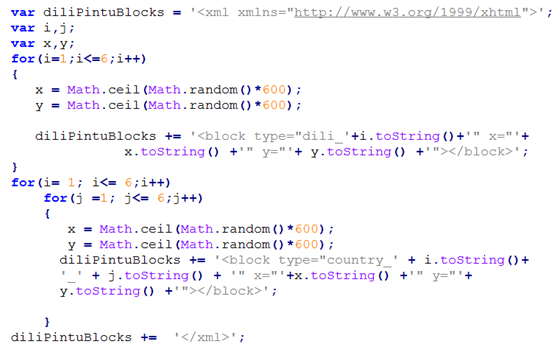 var diliPintuBlocks = '<xml xmlns="http://www.w3.org/1999/xhtml">';
var i,j;
var x,y;
for(i=1;i<=6;i++)
{
x = Math.ceil(Math.random()*600);
y = Math.ceil(Math.random()*600);
diliPintuBlocks += '<block type="dili_'+i.toString()+'" x="'+
x.toString() +'" y="'+ y.toString() +'"></block>';
}
for(i= 1; i<= 6;i++)
for(j =1; j<= 6;j++)
{
x = Math.ceil(Math.random()*600);
y = Math.ceil(Math.random()*600);
diliPintuBlocks += '<block type="country_' + i.toString()+
'_' + j.toString() + '" x="'+x.toString() +'" y="'+
y.toString() +'"></block>';
}
diliPintuBlocks += '</xml>';